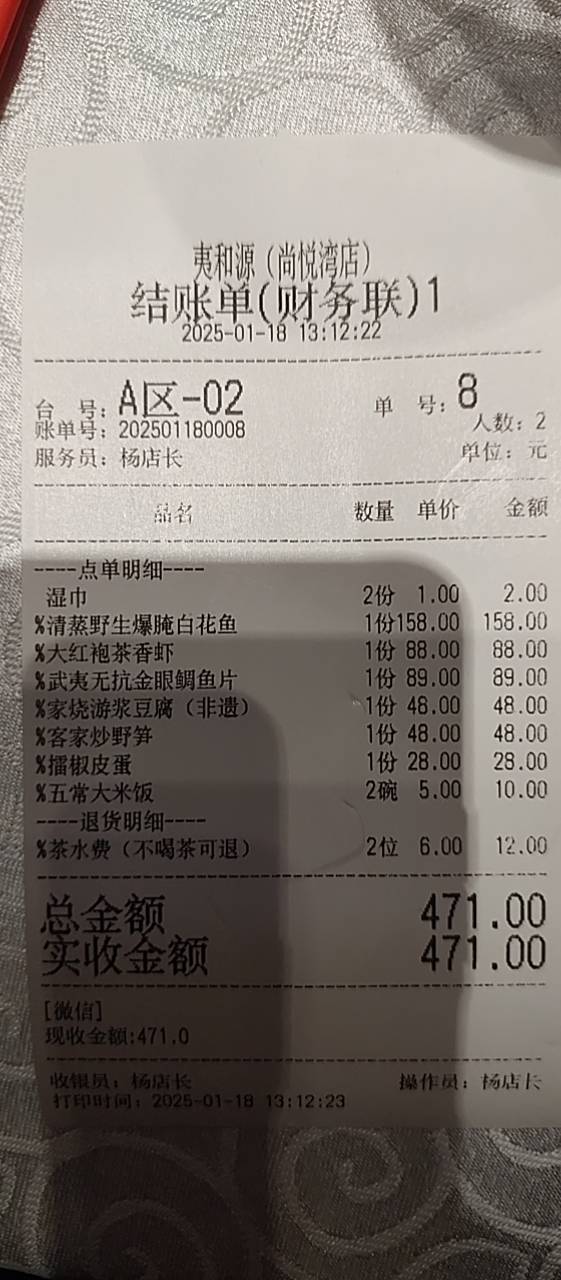 夷和源（尚悦湾店）
结账单(财务联)1
2025-01-18 13:12:22
台 号: A区-02 单 号: 8
账单号: 202501180008 人数: 2
服务员: 杨店长 单位: 元
品名 数量 单价 金额
----点单明细----
湿巾 2份 1.00 2.00
%清蒸野生爆腌白花鱼 1份158.00 158.00
%大红袍茶香虾 1份 88.00 88.00
%武夷无抗金眼鲷鱼片 1份 89.00 89.00
%家烧游浆豆腐（非遗） 1份 48.00 48.00
%客家炒野笋 1份 48.00 48.00
%擂椒皮蛋 1份 28.00 28.00
%五常大米饭 2碗 5.00 10.00
----退货明细----
%茶水费（不喝茶可退） 2位 6.00 12.00
总金额 471.00
实收金额 471.00
[微信]
现收金额:471.0
收银员: 杨店长 操作员: 杨店长
打印时间: 2025-01-18 13:12:23